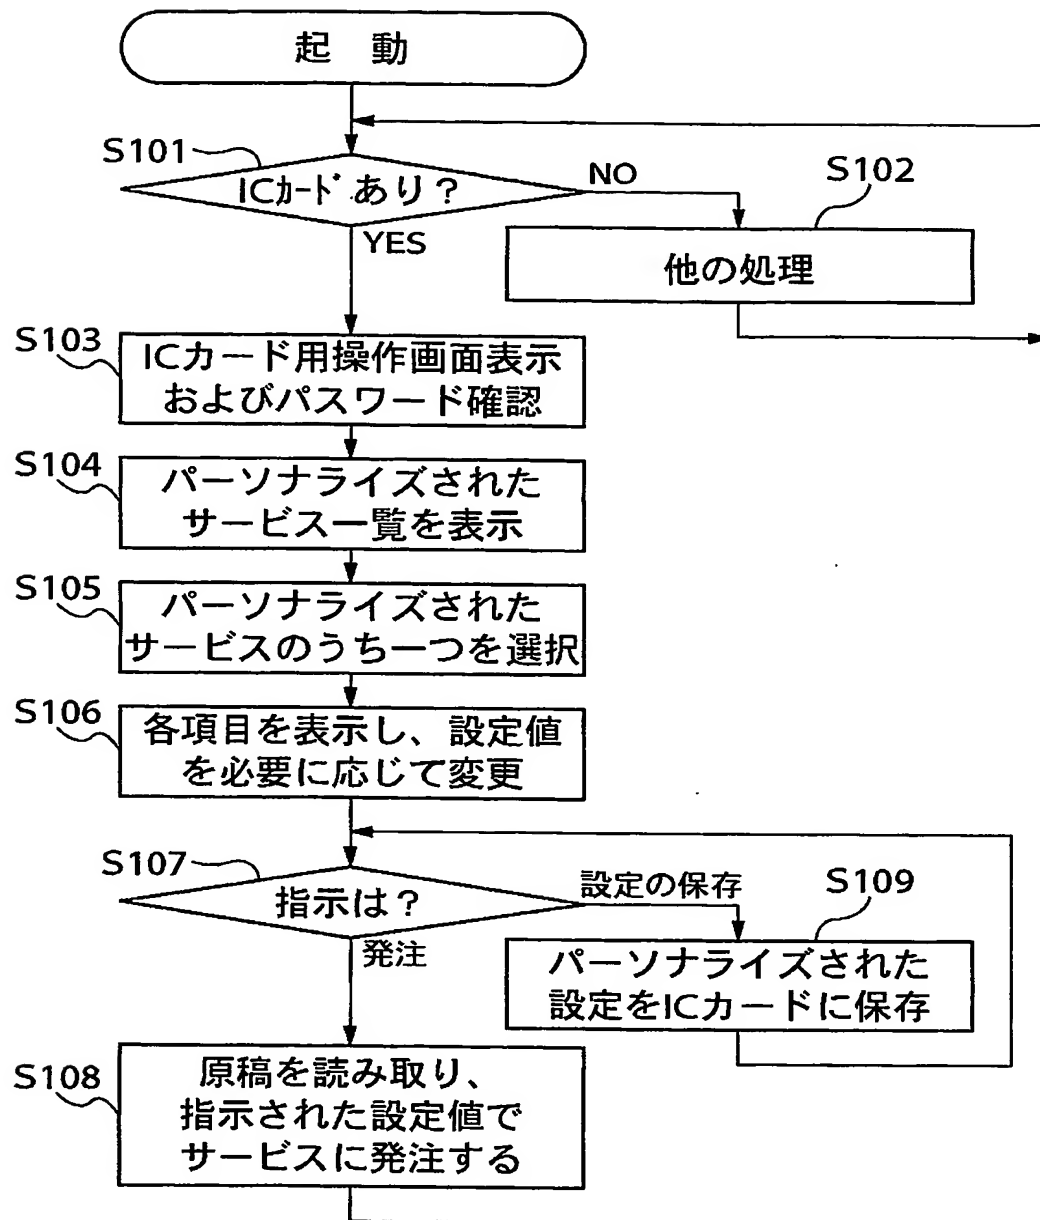 起 動
S101
ICｶｰﾄﾞあり？
NO
S102
YES
他の処理
S103
ICカード用操作画面表示
およびパスワード確認
S104
パーソナライズされた
サービス一覧を表示
S105
パーソナライズされた
サービスのうち一つを選択
S106
各項目を表示し、設定値
を必要に応じて変更
S107
指示は？
設定の保存
S109
発注
パーソナライズされた
設定をICカードに保存
S108
原稿を読み取り、
指示された設定値で
サービスに発注する